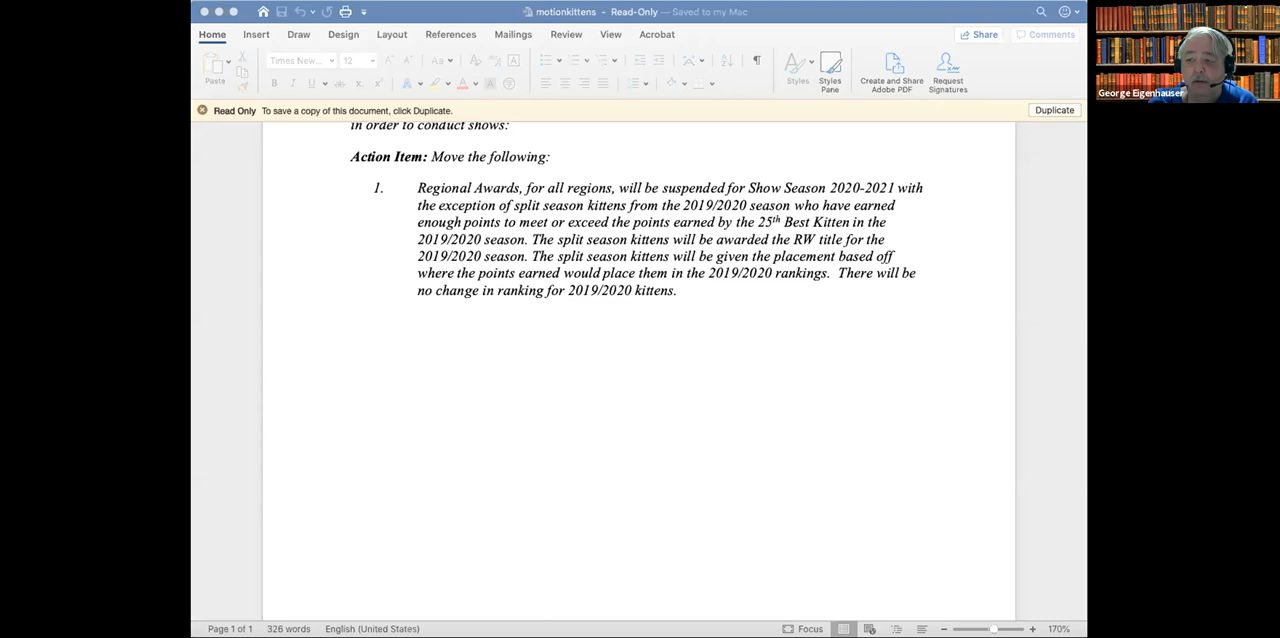 motionkittens - Read-Only — Saved to my Mac
Home Insert Draw Design Layout References Mailings Review View Acrobat Share Comments
Paste Times New... 12 Aa A Styles Styles Pane Create and Share Adobe PDF Request Signatures
Read Only To save a copy of this document, click Duplicate. Duplicate
in order to conduct shows:
Action Item: Move the following:
1. Regional Awards, for all regions, will be suspended for Show Season 2020-2021 with
the exception of split season kittens from the 2019/2020 season who have earned
enough points to meet or exceed the points earned by the 25th Best Kitten in the
2019/2020 season. The split season kittens will be awarded the RW title for the
2019/2020 season. The split season kittens will be given the placement based off
where the points earned would place them in the 2019/2020 rankings. There will be
no change in ranking for 2019/2020 kittens.
Page 1 of 1 326 words English (United States) Focus 170%
George Eigenhauser